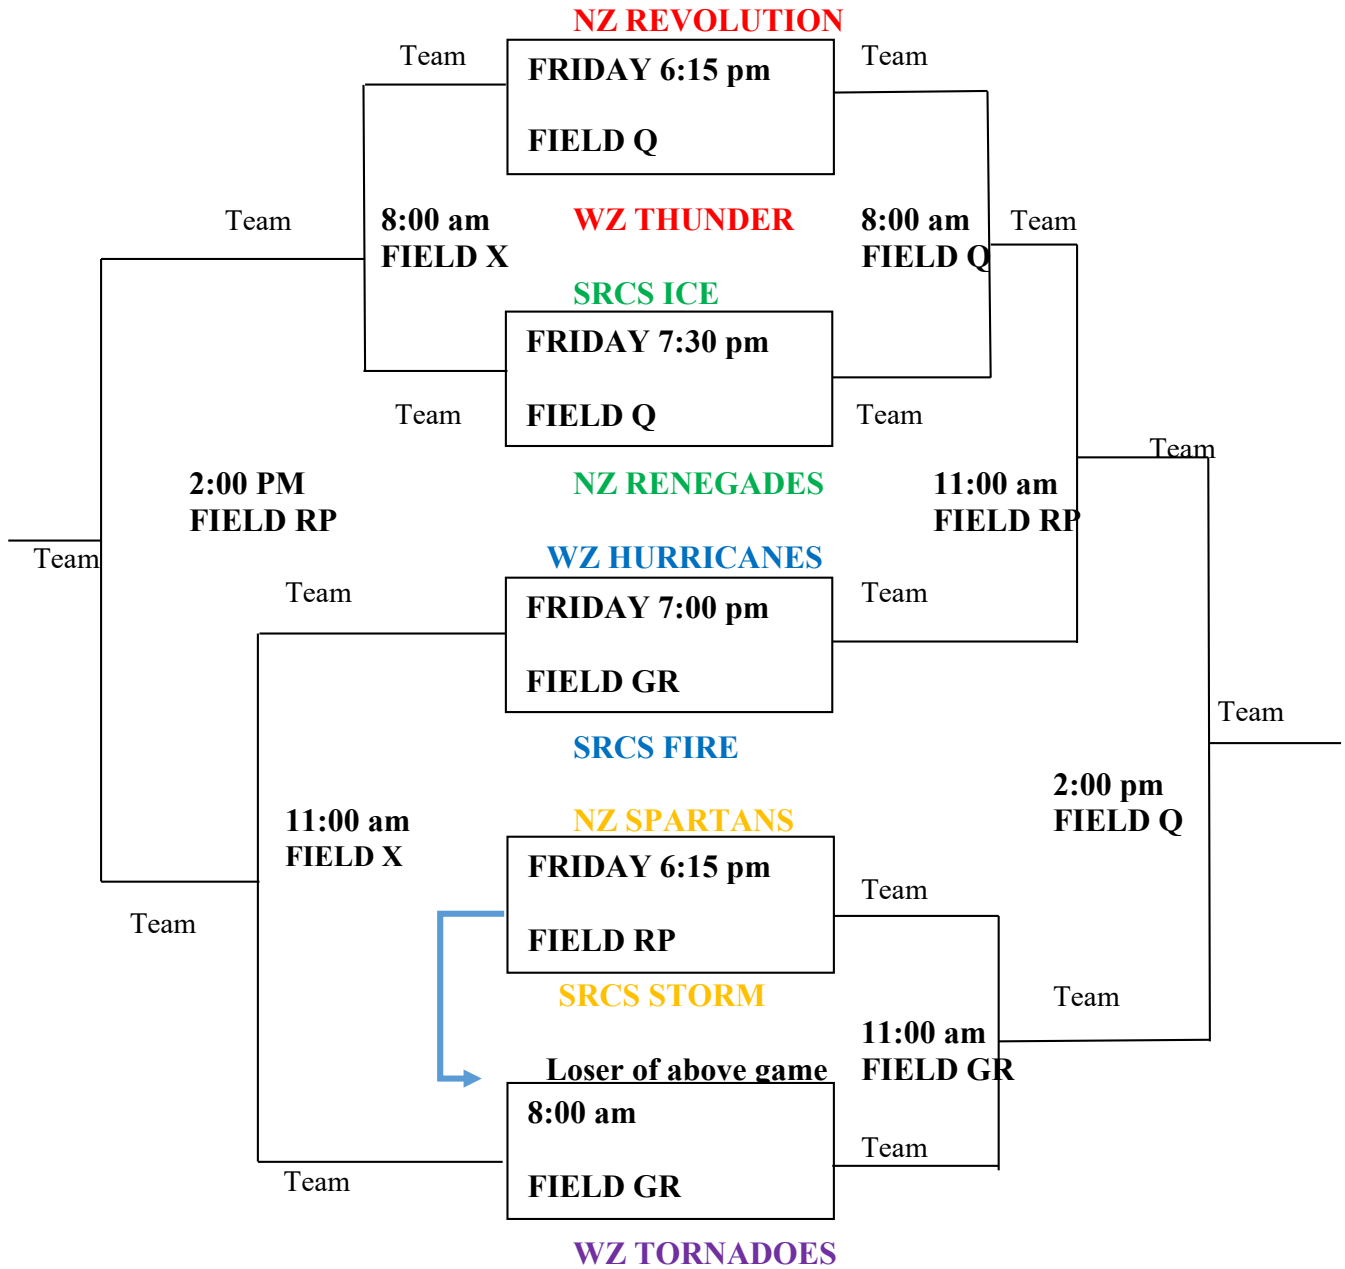 NZ REVOLUTION
Team
FRIDAY 6:15 pm
Team
FIELD Q
Team
8:00 am
FIELD X
WZ THUNDER
8:00 am
FIELD Q
Team
SRCS ICE
FRIDAY 7:30 pm
Team
FIELD Q
Team
Team
2:00 PM
FIELD RP
NZ RENEGADES
11:00 am
FIELD RP
Team
WZ HURRICANES
Team
FRIDAY 7:00 pm
Team
FIELD GR
Team
SRCS FIRE
2:00 pm
FIELD Q
11:00 am
FIELD X
NZ SPARTANS
FRIDAY 6:15 pm
Team
Team
FIELD RP
SRCS STORM
Team
11:00 am
FIELD GR
Loser of above game
8:00 am
Team
Team
FIELD GR
WZ TORNADOES